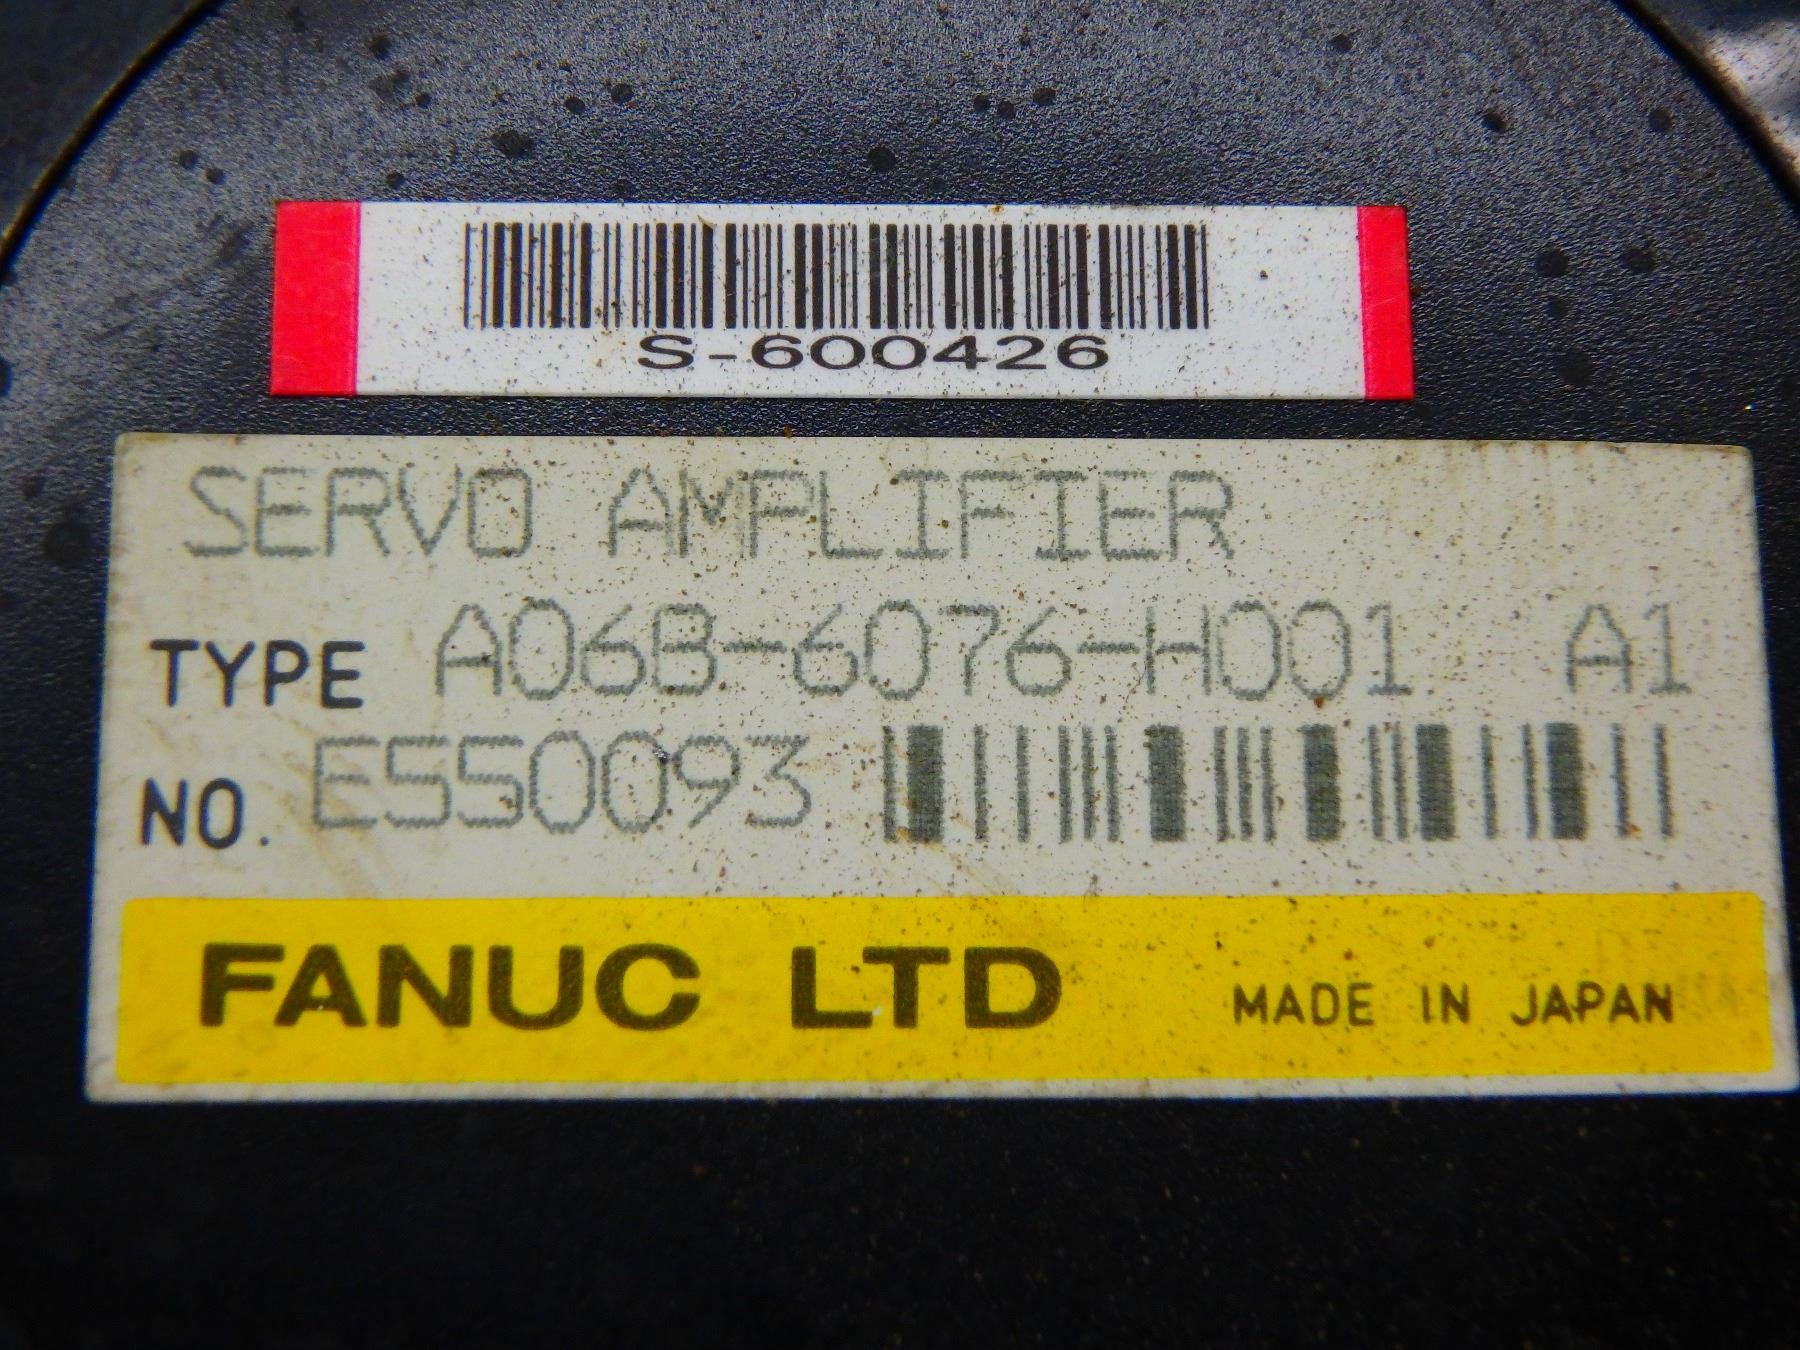 S-600426
SERVO AMPLIFIER
TYPE A06B-6076-H001 A1
NO. E550093
FANUC LTD MADE IN JAPAN